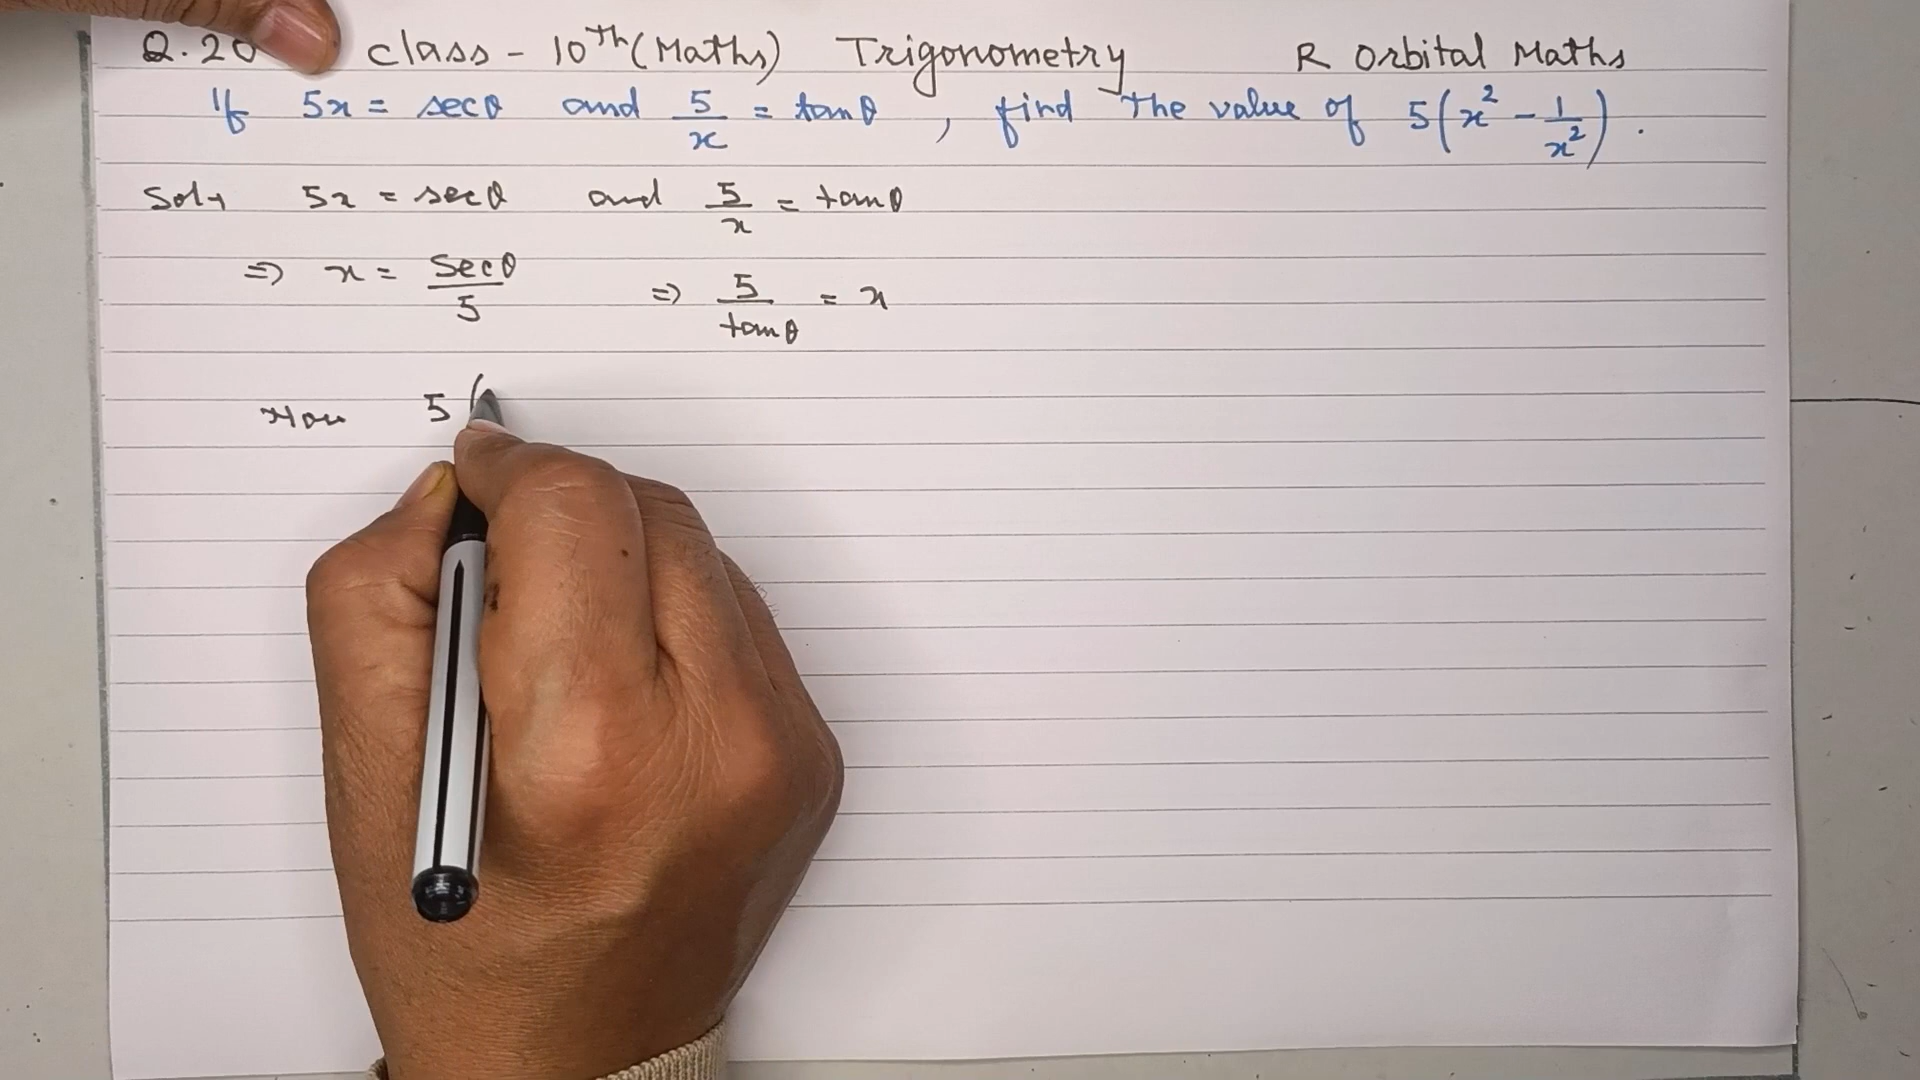 Q.20 class - 10th (Maths) Trigonometry R Orbital Maths
If 5x = secθ and 5/x = tanθ, find the value of 5(x² - 1/x²).
Soln 5x = secθ and 5/x = tanθ
⇒ x = secθ/5 ⇒ 5/tanθ = x
Now 5(